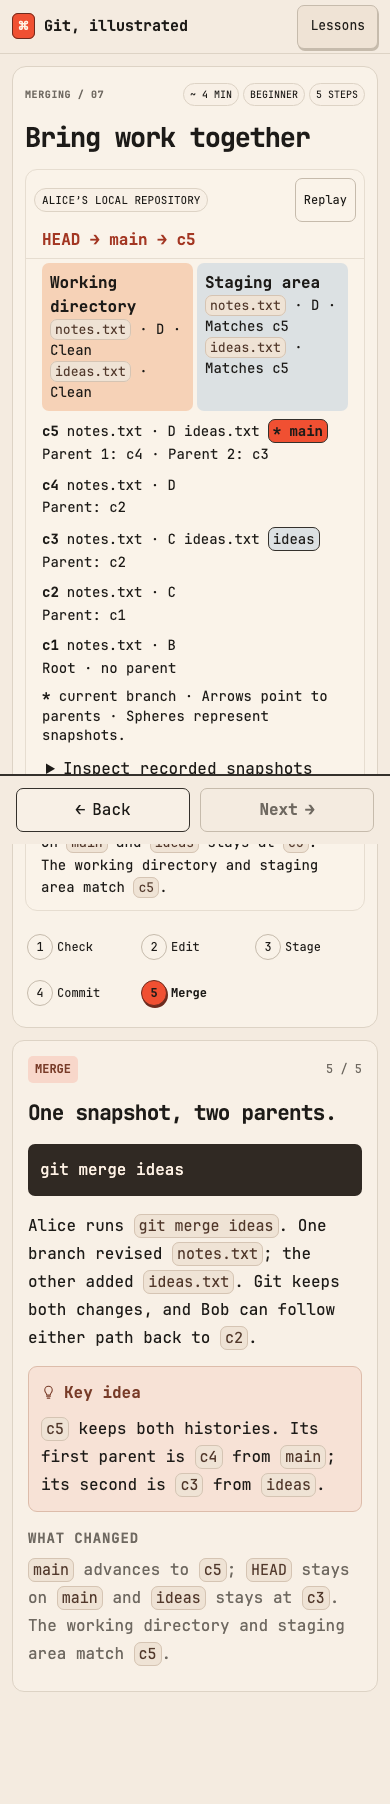 ⌘ Git, illustrated
Lessons
MERGING / 07
~ 4 MIN
BEGINNER
5 STEPS
Bring work together
ALICE’S LOCAL REPOSITORY
Replay
HEAD → main → c5
Working
directory
notes.txt · D ·
Clean
ideas.txt ·
Clean
Staging area
notes.txt · D ·
Matches c5
ideas.txt ·
Matches c5
c5 notes.txt · D ideas.txt * main
Parent 1: c4 · Parent 2: c3
c4 notes.txt · D
Parent: c2
c3 notes.txt · C ideas.txt ideas
Parent: c2
c2 notes.txt · C
Parent: c1
c1 notes.txt · B
Root · no parent
* current branch · Arrows point to
parents · Spheres represent
snapshots.
▶ Inspect recorded snapshots
← Back
Next →
on main and ideas stays at c3.
The working directory and staging
area match c5.
1 Check
2 Edit
3 Stage
4 Commit
5 Merge
MERGE
5 / 5
One snapshot, two parents.
git merge ideas
Alice runs git merge ideas. One
branch revised notes.txt; the
other added ideas.txt. Git keeps
both changes, and Bob can follow
either path back to c2.
Key idea
c5 keeps both histories. Its
first parent is c4 from main;
its second is c3 from ideas.
WHAT CHANGED
main advances to c5; HEAD stays
on main and ideas stays at c3.
The working directory and staging
area match c5.